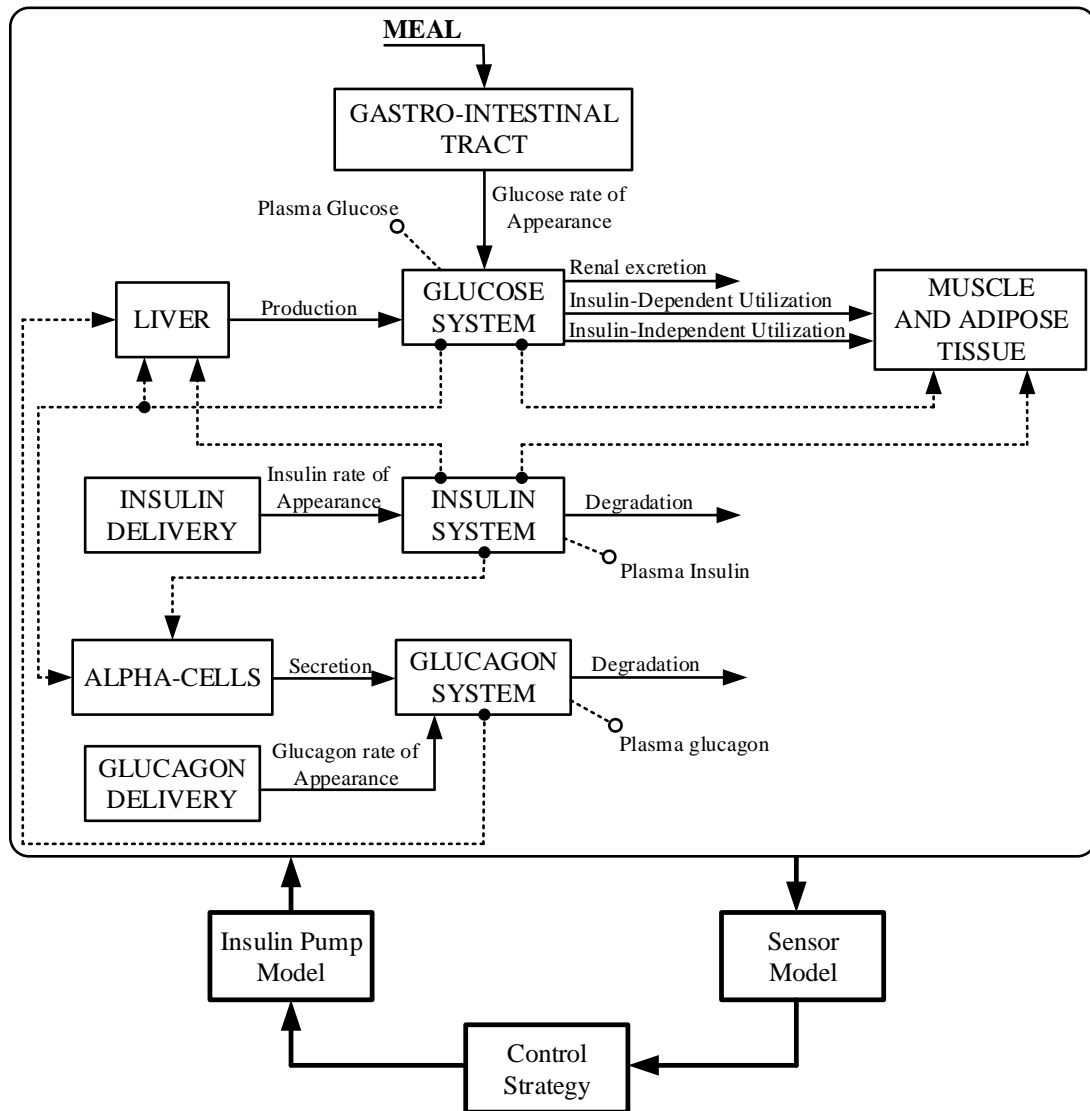 MEAL
GASTRO-INTESTINAL
TRACT
Glucose rate of
Appearance
Plasma Glucose
LIVER
Production
GLUCOSE
SYSTEM
Renal excretion
Insulin-Dependent Utilization
Insulin-Independent Utilization
MUSCLE
AND ADIPOSE
TISSUE
INSULIN
DELIVERY
Insulin rate of
Appearance
INSULIN
SYSTEM
Degradation
Plasma Insulin
ALPHA-CELLS
Secretion
GLUCAGON
SYSTEM
Degradation
Plasma glucagon
GLUCAGON
DELIVERY
Glucagon rate of
Appearance
Insulin Pump
Model
Sensor
Model
Control
Strategy